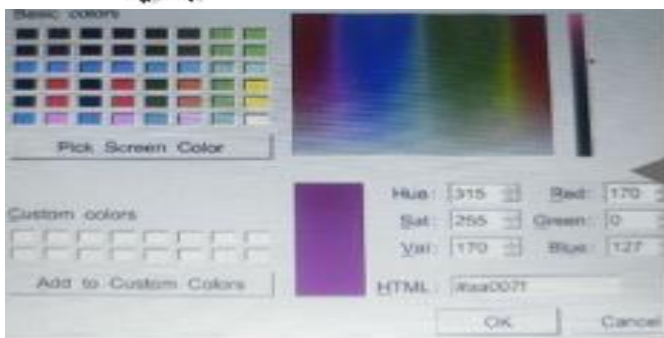 Basic colors
Pick Screen Color
Hue: 315 Red: 170
Custom colors
Sat: 255 Green: 0
Val: 170 Blue: 127
Add to Custom Colors
HTML: #aa007f
OK Cancel